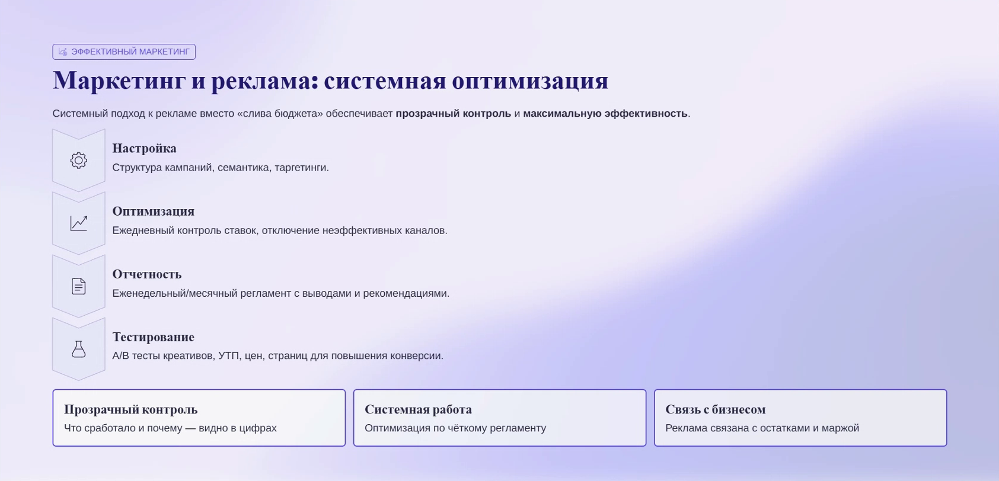 ЭФФЕКТИВНЫЙ МАРКЕТИНГ
Маркетинг и реклама: системная оптимизация
Системный подход к рекламе вместо «слива бюджета» обеспечивает прозрачный контроль и максимальную эффективность.
Настройка
Структура кампаний, семантика, таргетинги.
Оптимизация
Ежедневный контроль ставок, отключение неэффективных каналов.
Отчетность
Еженедельный/месячный регламент с выводами и рекомендациями.
Тестирование
A/B тесты креативов, УТП, цен, страниц для повышения конверсии.
Прозрачный контроль
Что сработало и почему — видно в цифрах
Системная работа
Оптимизация по чёткому регламенту
Связь с бизнесом
Реклама связана с остатками и маржой